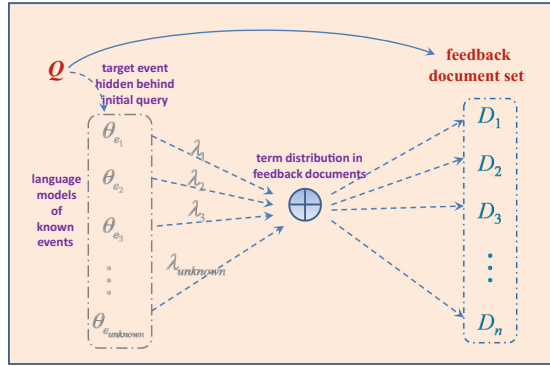 Q
target event
hidden behind
initial query
feedback
document set
θe1
θe2
θe3
θeunknown
language
models
of
known
events
λ1
λ2
λ3
λunknown
term distribution in
feedback documents
D1
D2
D3
Dn